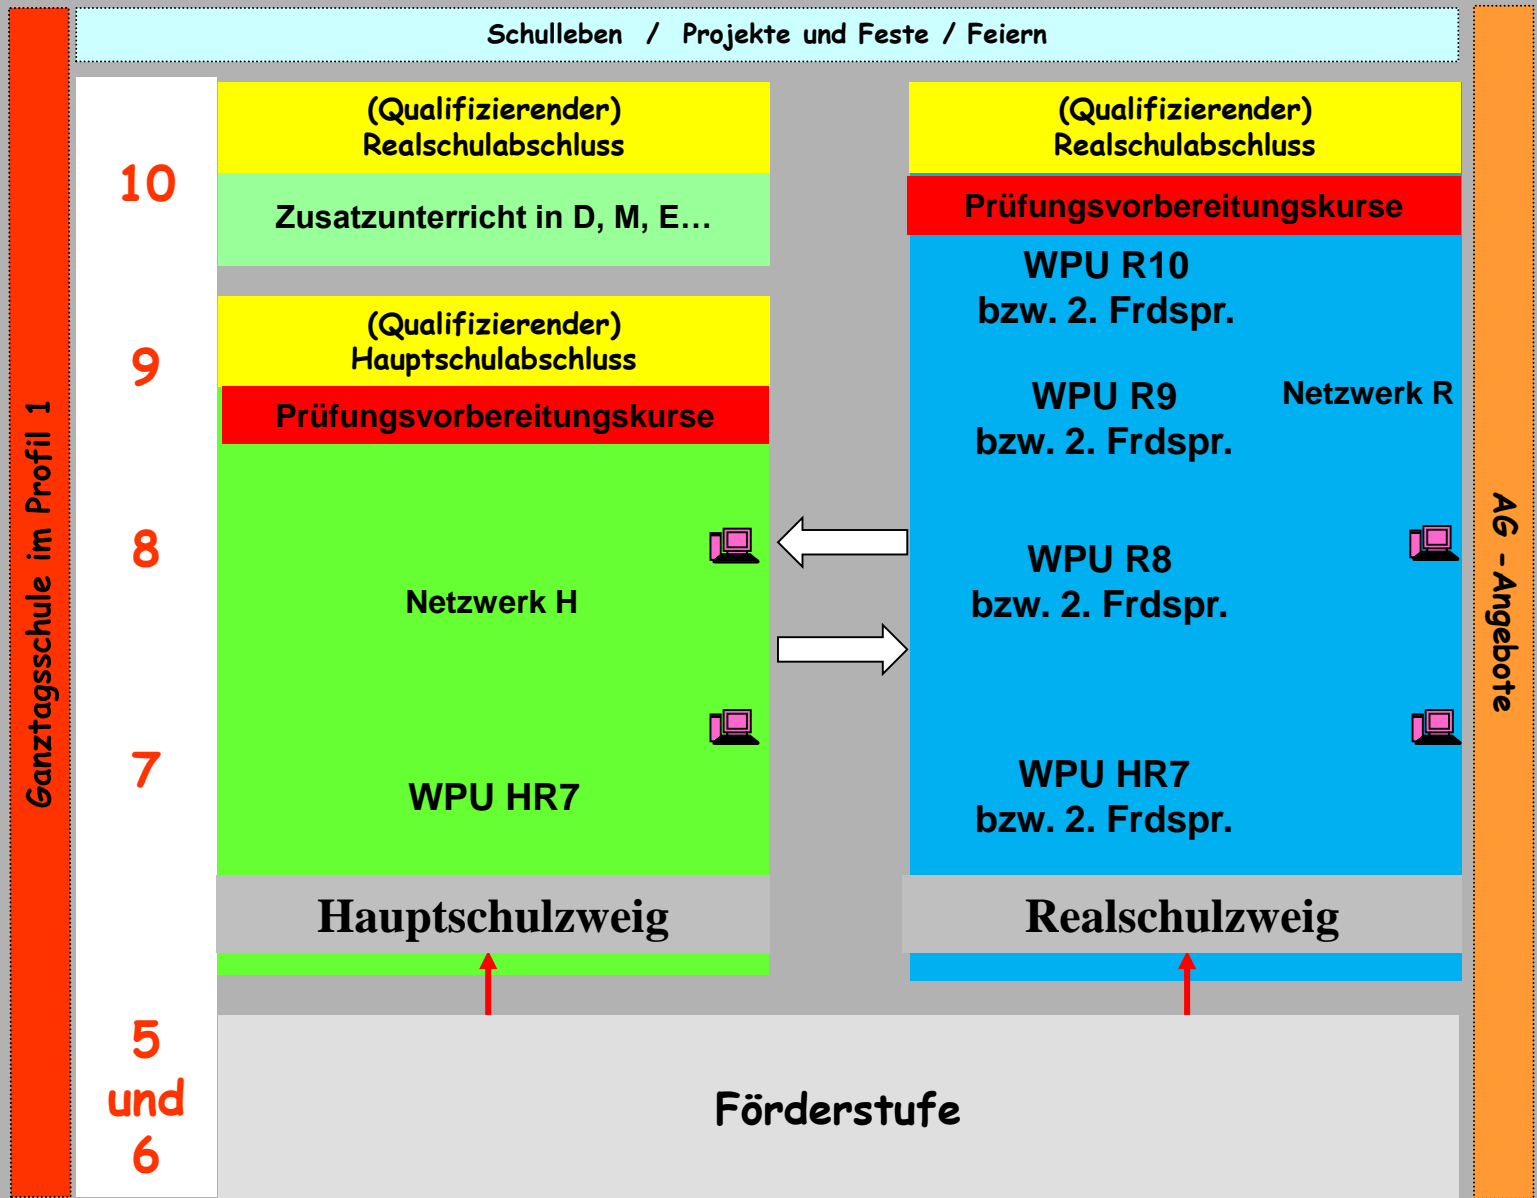 Schulleben / Projekte und Feste / Feiern
Ganztagsschule im Profil 1
10
9
8
7
5
und
6
(Qualifizierender)
Realschulabschluss
Zusatzunterricht in D, M, E…
(Qualifizierender)
Hauptschulabschluss
Prüfungsvorbereitungskurse
Netzwerk H
WPU HR7
Hauptschulzweig
(Qualifizierender)
Realschulabschluss
Prüfungsvorbereitungskurse
WPU R10
bzw. 2. Frdspr.
WPU R9
bzw. 2. Frdspr.
Netzwerk R
WPU R8
bzw. 2. Frdspr.
WPU HR7
bzw. 2. Frdspr.
Realschulzweig
Förderstufe
AG - Angebote